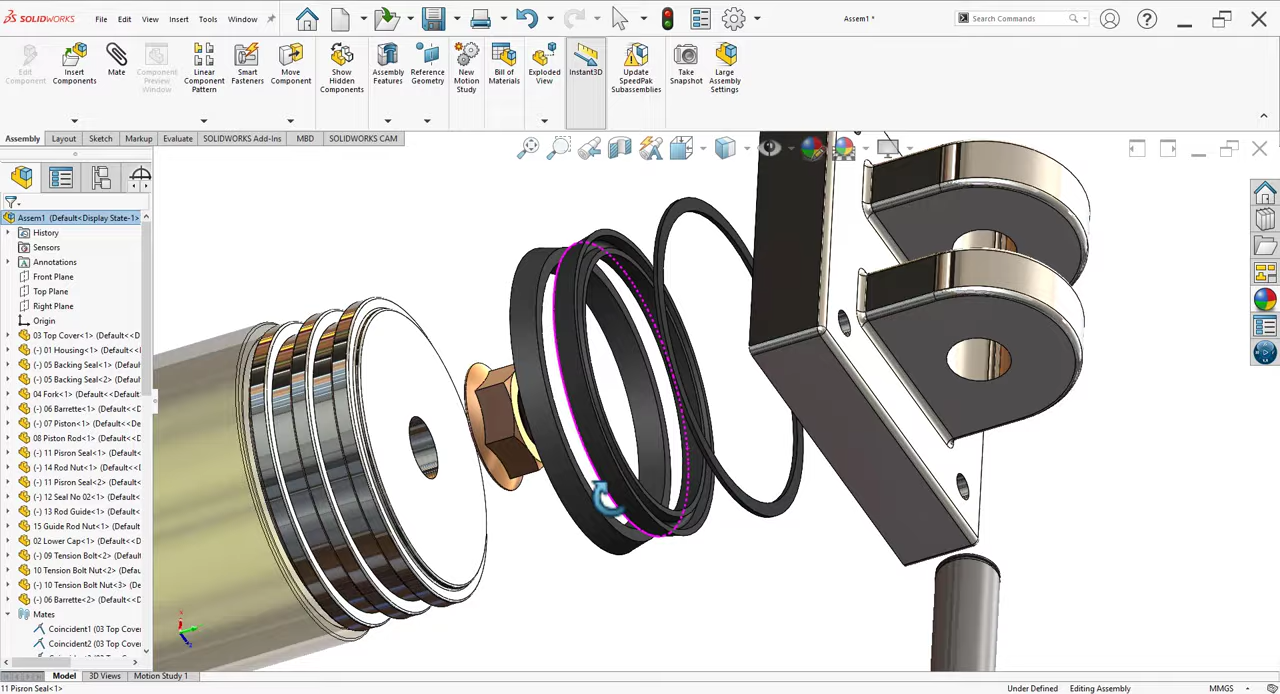 SOLIDWORKS
File
Edit
View
Insert
Tools
Window
Assem1 *
Search Commands
Edit Component
Insert Components
Mate
Component Preview Window
Linear Component Pattern
Smart Fasteners
Move Component
Show Hidden Components
Assembly Features
Reference Geometry
New Motion Study
Bill of Materials
Exploded View
Instant3D
Update SpeedPak Subassemblies
Take Snapshot
Large Assembly Settings
Assembly
Layout
Sketch
Markup
Evaluate
SOLIDWORKS Add-Ins
MBD
SOLIDWORKS CAM
Assem1 (Default<Display State-1>
History
Sensors
Annotations
Front Plane
Top Plane
Right Plane
Origin
03 Top Cover<1> (Default<<D
(-) 01 Housing<1> (Default<<
(-) 05 Backing Seal<1> (Defau
(-) 05 Backing Seal<2> (Defau
04 Fork<1> (Default<<Default
(-) 06 Barrette<1> (Default<<D
(-) 07 Piston<1> (Default<<De
08 Piston Rod<1> (Default<<D
(-) 11 Pisron Seal<1> (Default
(-) 14 Rod Nut<1> (Default<<
(-) 11 Pisron Seal<2> (Default
(-) 12 Seal No 02<1> (Default
(-) 13 Rod Guide<1> (Default<
15 Guide Rod Nut<1> (Default
02 Lower Cap<1> (Default<<D
(-) 09 Tension Bolt<2> (Defaul
10 Tension Bolt Nut<2> (Defa
(-) 10 Tension Bolt Nut<3> (D
(-) 06 Barrette<2> (Default<<D
Mates
Coincident1 (03 Top Cover
Coincident2 (03 Top Cover
Model
3D Views
Motion Study 1
11 Pisron Seal<1>
Under Defined
Editing Assembly
MMGS